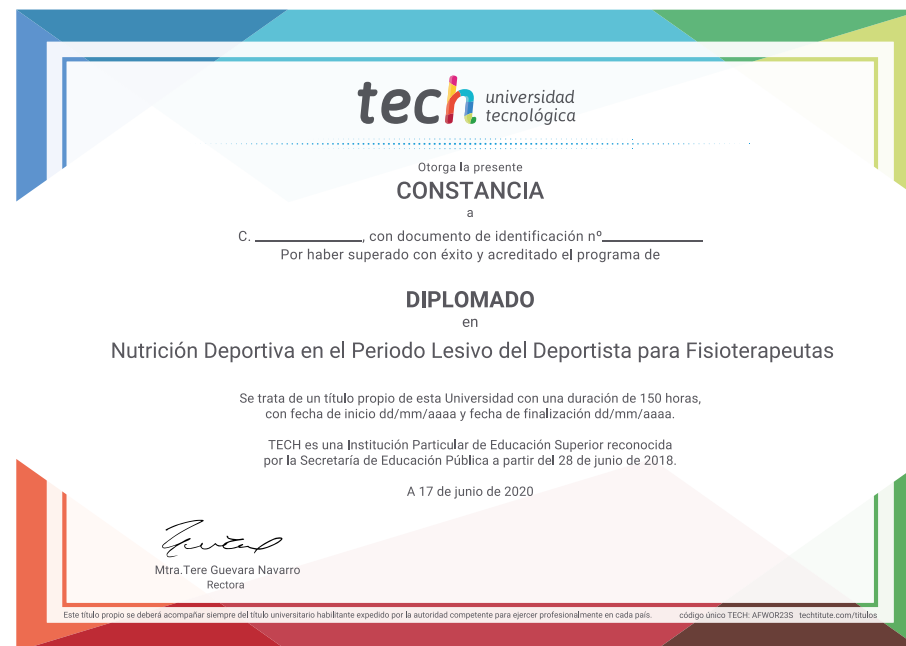 tech universidad
tecnológica
Otorga la presente
CONSTANCIA
a
C. ____________, con documento de identificación nº____________
Por haber superado con éxito y acreditado el programa de
DIPLOMADO
en
Nutrición Deportiva en el Periodo Lesivo del Deportista para Fisioterapeutas
Se trata de un título propio de esta Universidad con una duración de 150 horas,
con fecha de inicio dd/mm/aaaa y fecha de finalización dd/mm/aaaa.
TECH es una Institución Particular de Educación Superior reconocida
por la Secretaría de Educación Pública a partir del 28 de junio de 2018.
A 17 de junio de 2020
Mtra.Tere Guevara Navarro
Rectora
Este título propio se deberá acompañar siempre del título universitario habilitante expedido por la autoridad competente para ejercer profesionalmente en cada país. código único TECH: AFWOR23S techtitute.com/titulos